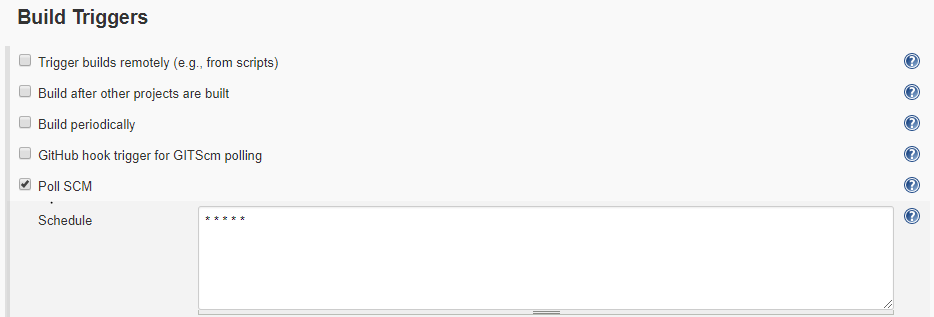 Build Triggers
Trigger builds remotely (e.g., from scripts)
Build after other projects are built
Build periodically
GitHub hook trigger for GITScm polling
Poll SCM
Schedule
* * * * *